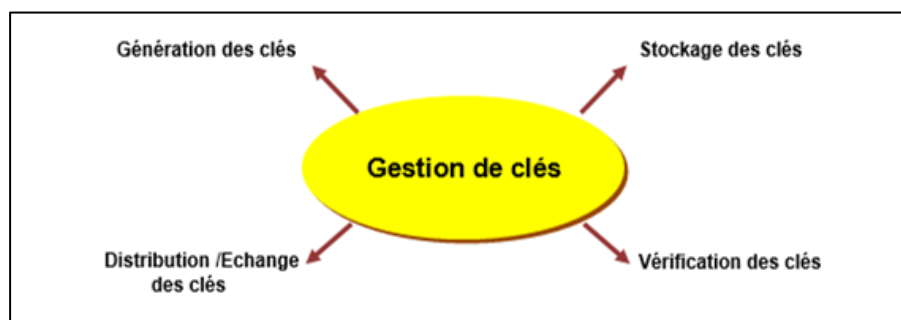 Génération des clés
Stockage des clés
Gestion de clés
Distribution /Echange
des clés
Vérification des clés